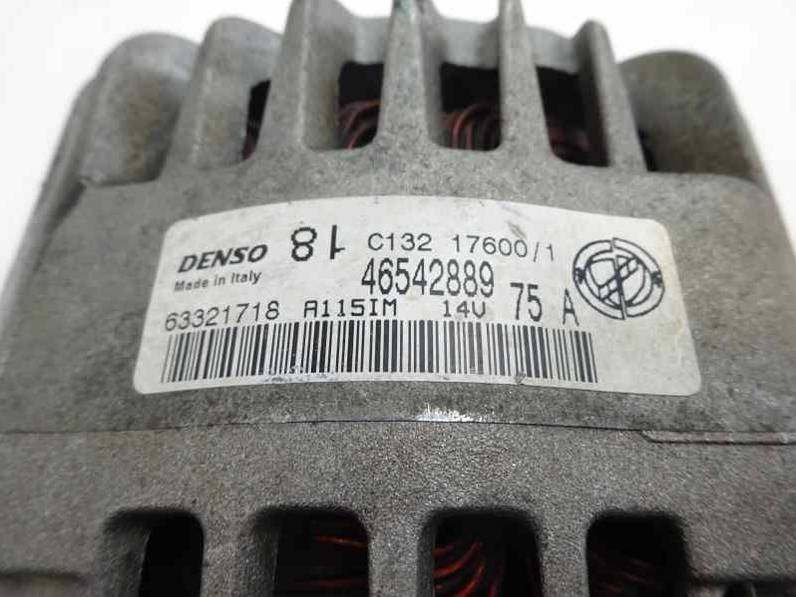 DENSO 81 C132 17600/1
Made in Italy 46542889
63321718 A115IM 14V 75 A